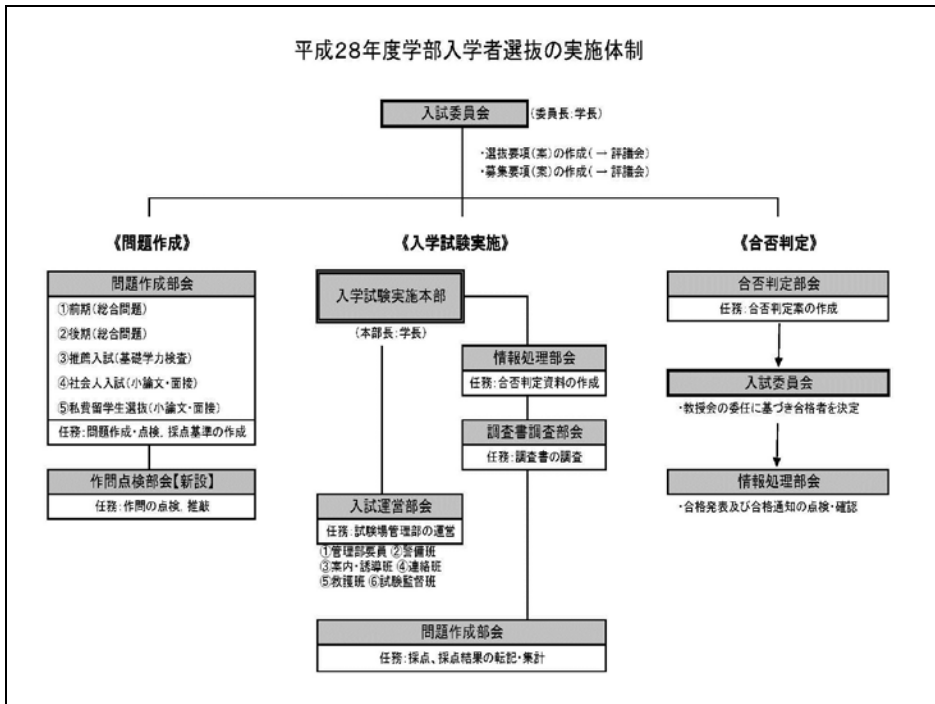 平成28年度学部入学者選抜の実施体制
入試委員会
(委員長:学長)
・選抜要項(案)の作成(→ 評議会)
・募集要項(案)の作成(→ 評議会)
《問題作成》
問題作成部会
①前期(総合問題)
②後期(総合問題)
③推薦入試(基礎学力検査)
④社会人入試(小論文・面接)
⑤私費留学生選抜(小論文・面接)
任務:問題作成・点検、採点基準の作成
作問点検部会【新設】
任務:作問の点検、推敲
《入学試験実施》
入学試験実施本部
(本部長:学長)
情報処理部会
任務:合否判定資料の作成
調査書調査部会
任務:調査書の調査
入試運営部会
任務:試験場管理部の運営
①管理部要員 ②警備班
③案内・誘導班 ④連絡班
⑤救護班 ⑥試験監督班
問題作成部会
任務:採点、採点結果の転記・集計
《合否判定》
合否判定部会
任務:合否判定案の作成
入試委員会
・教授会の委任に基づき合格者を決定
情報処理部会
・合格発表及び合格通知の点検・確認